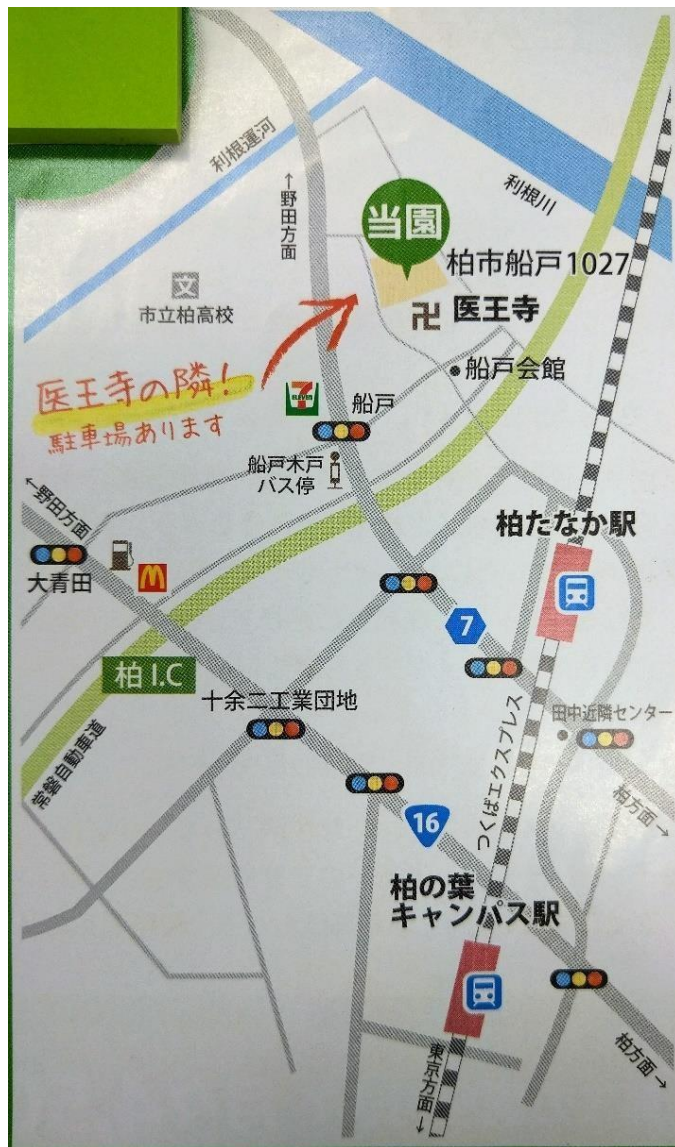 利根運河
↑野田方面
利根川
当園
柏市船戸1027
文
市立柏高校
卍 医王寺
医王寺の隣!
駐車場あります
船戸会館
7
ELEVEN
船戸
船戸木戸
バス停
←野田方面
大青田
M
柏たなか駅
7
柏 I.C
十余二工業団地
田中近隣センター
常磐自動車道
つくばエクスプレス
柏方面→
16
柏の葉
キャンパス駅
東京方面→
柏方面→